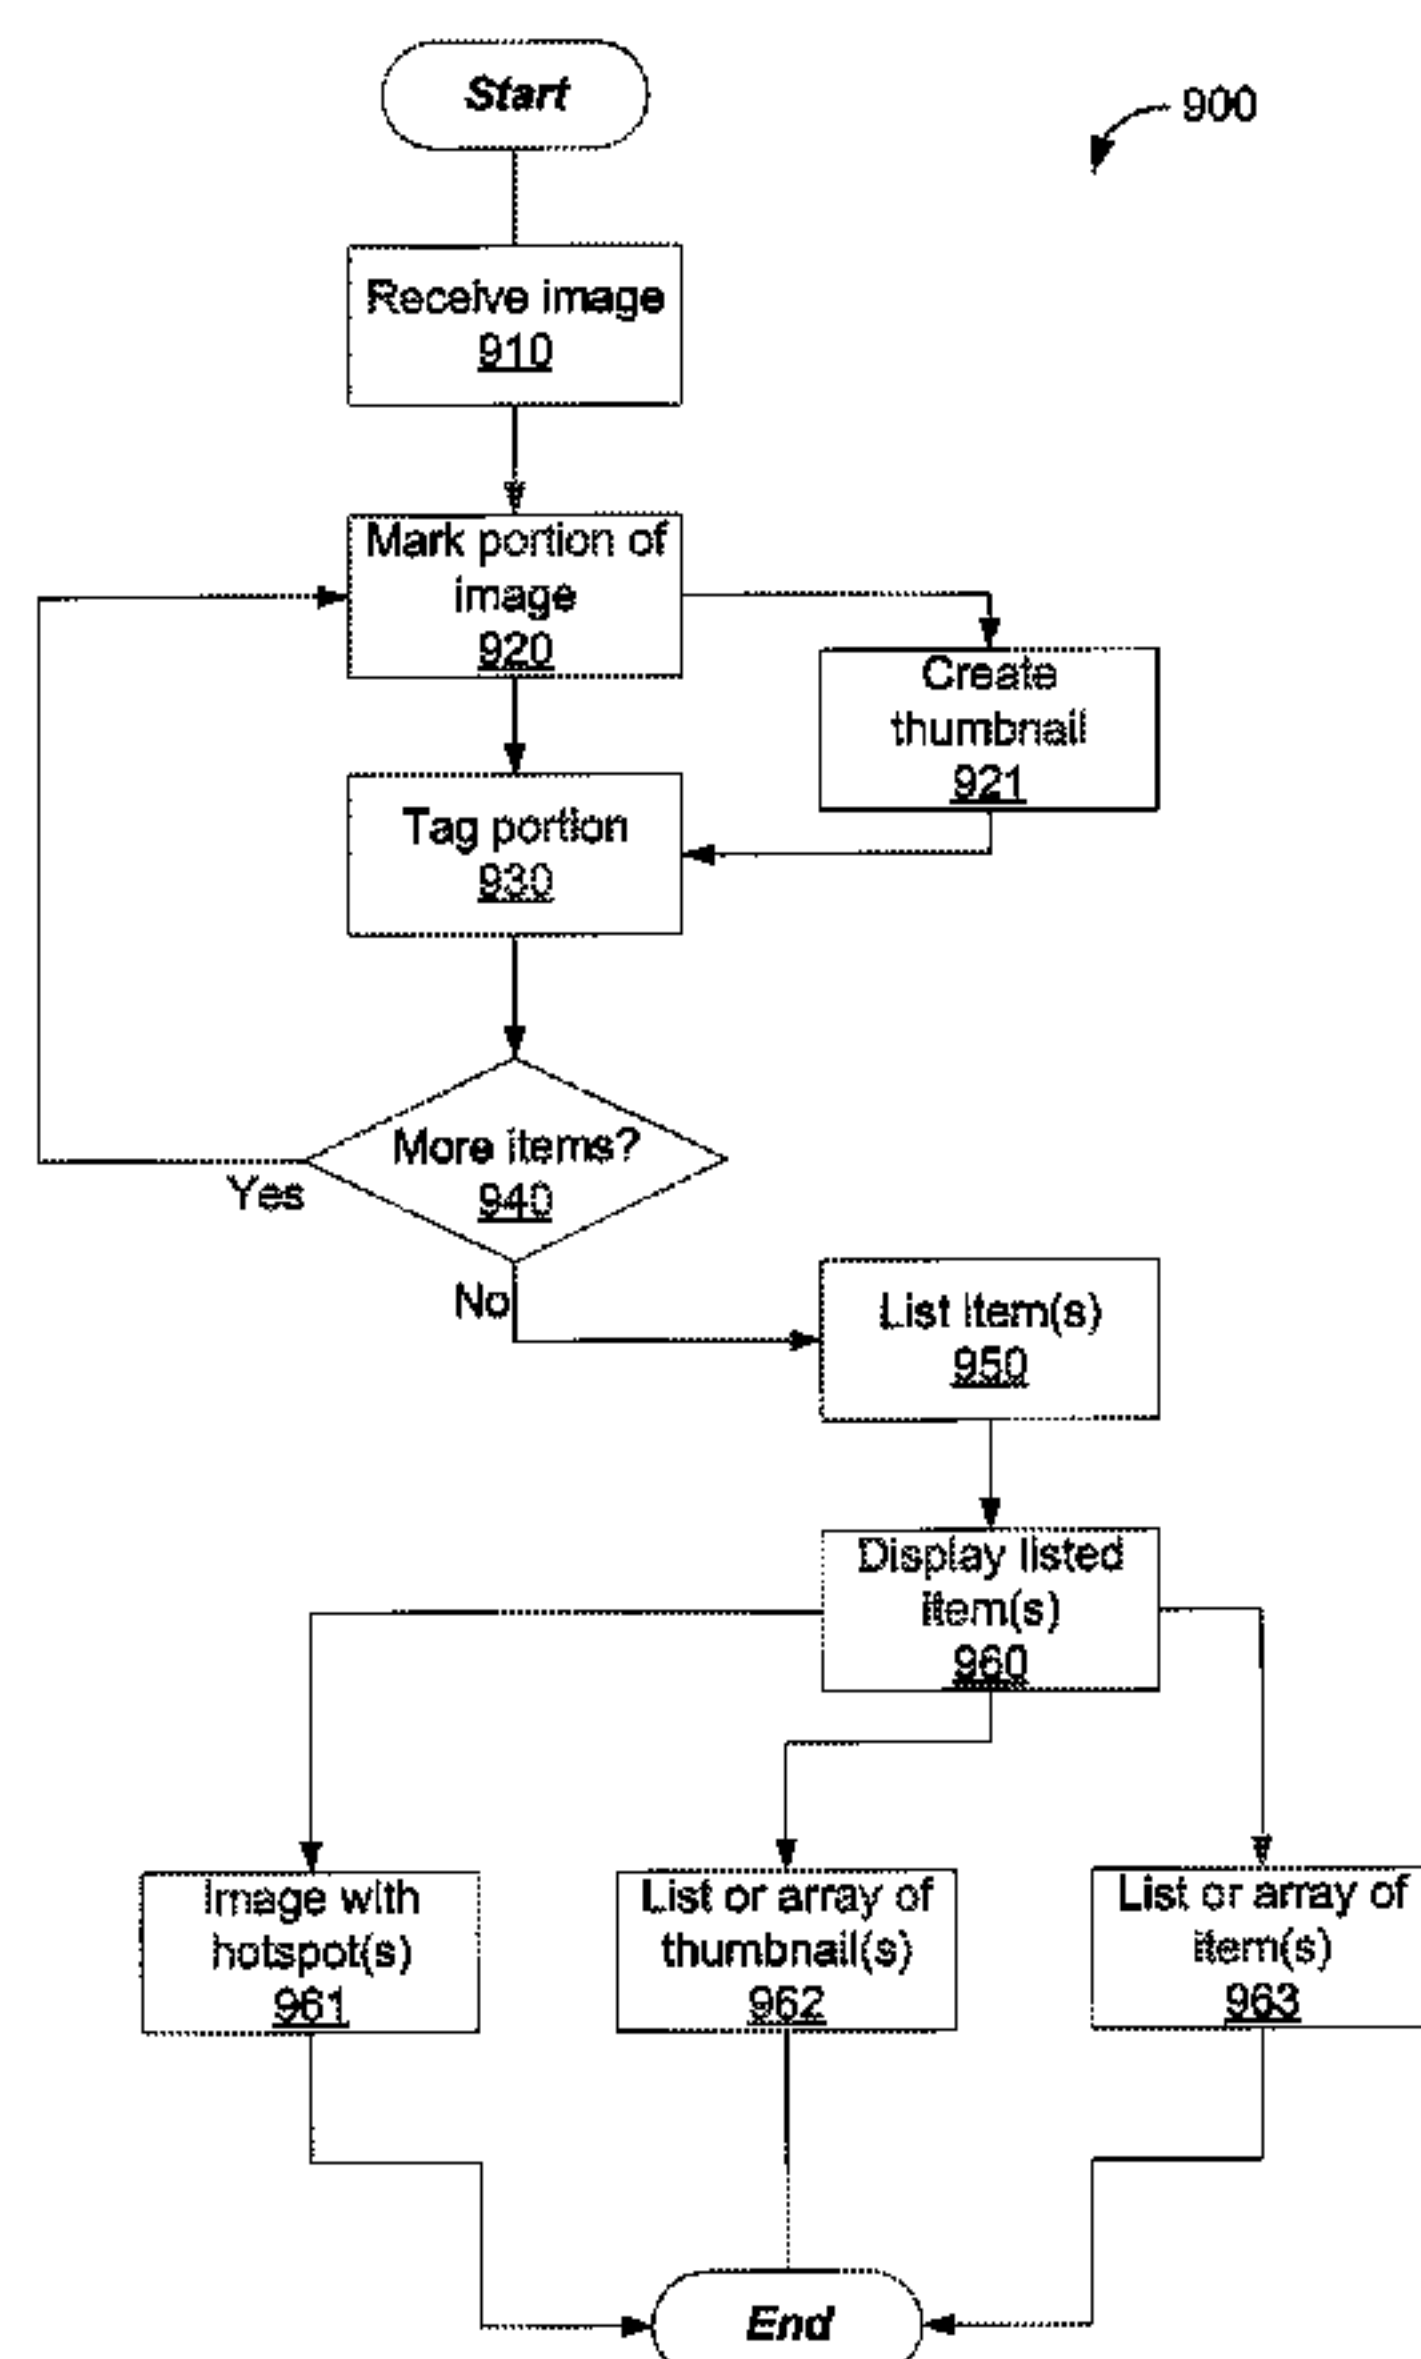 Start
900
Receive image
910
Mark portion of
image
920
Create
thumbnail
921
Tag portion
930
More items?
940
Yes
No
List item(s)
950
Display listed
item(s)
960
Image with
hotspot(s)
961
List or array of
thumbnail(s)
962
List or array of
item(s)
963
End